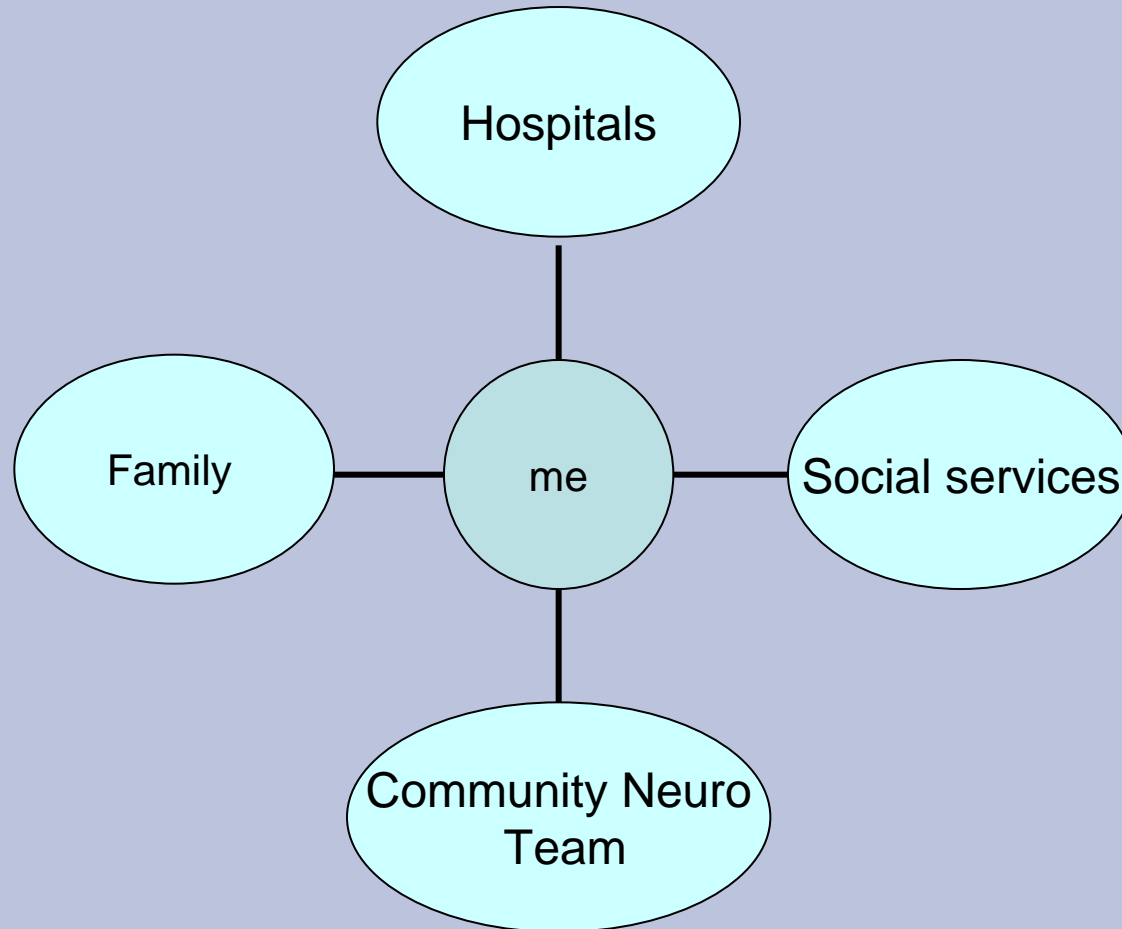 Hospitals
Family
me
Social services
Community Neuro
Team